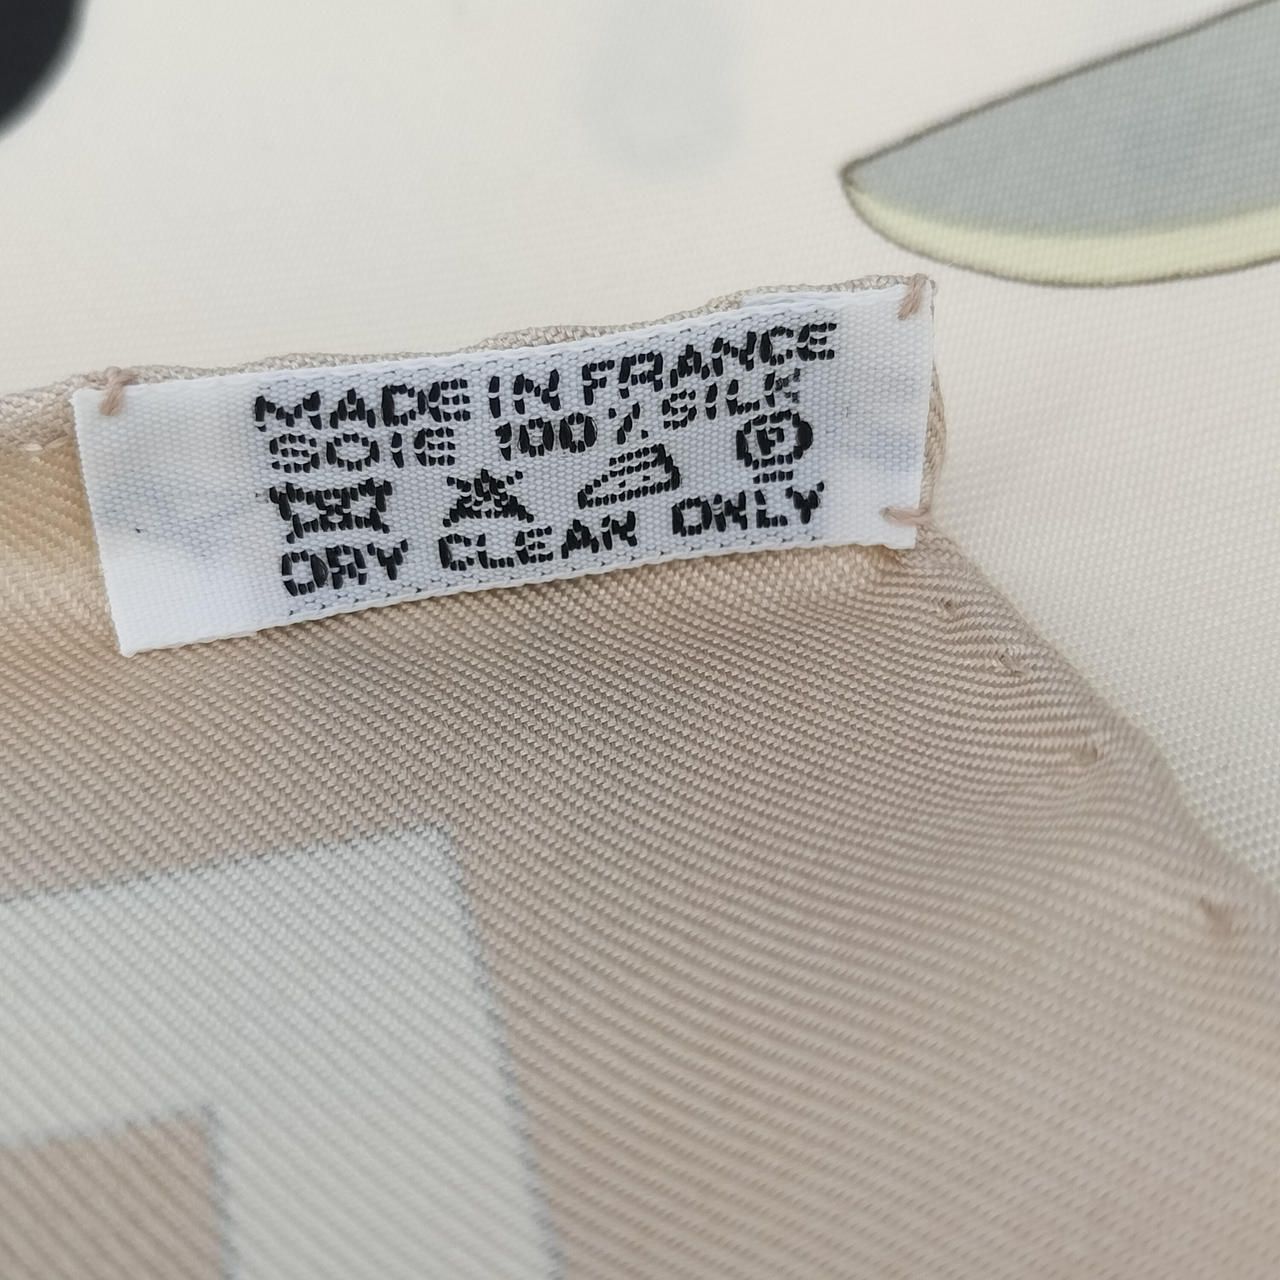 MADE IN FRANCE
SOIE 100% SILK
P
DRY CLEAN ONLY